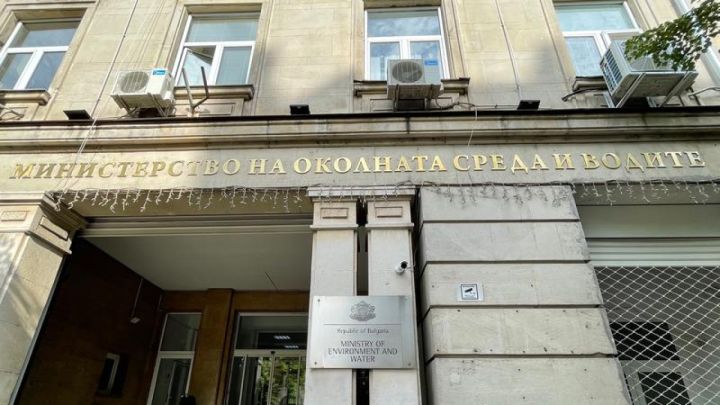 МИНИСТЕРСТВО НА ОКОЛНАТА СРЕДА И ВОДИТЕ
Republic of Bulgaria
MINISTRY OF
ENVIRONMENT AND
WATER